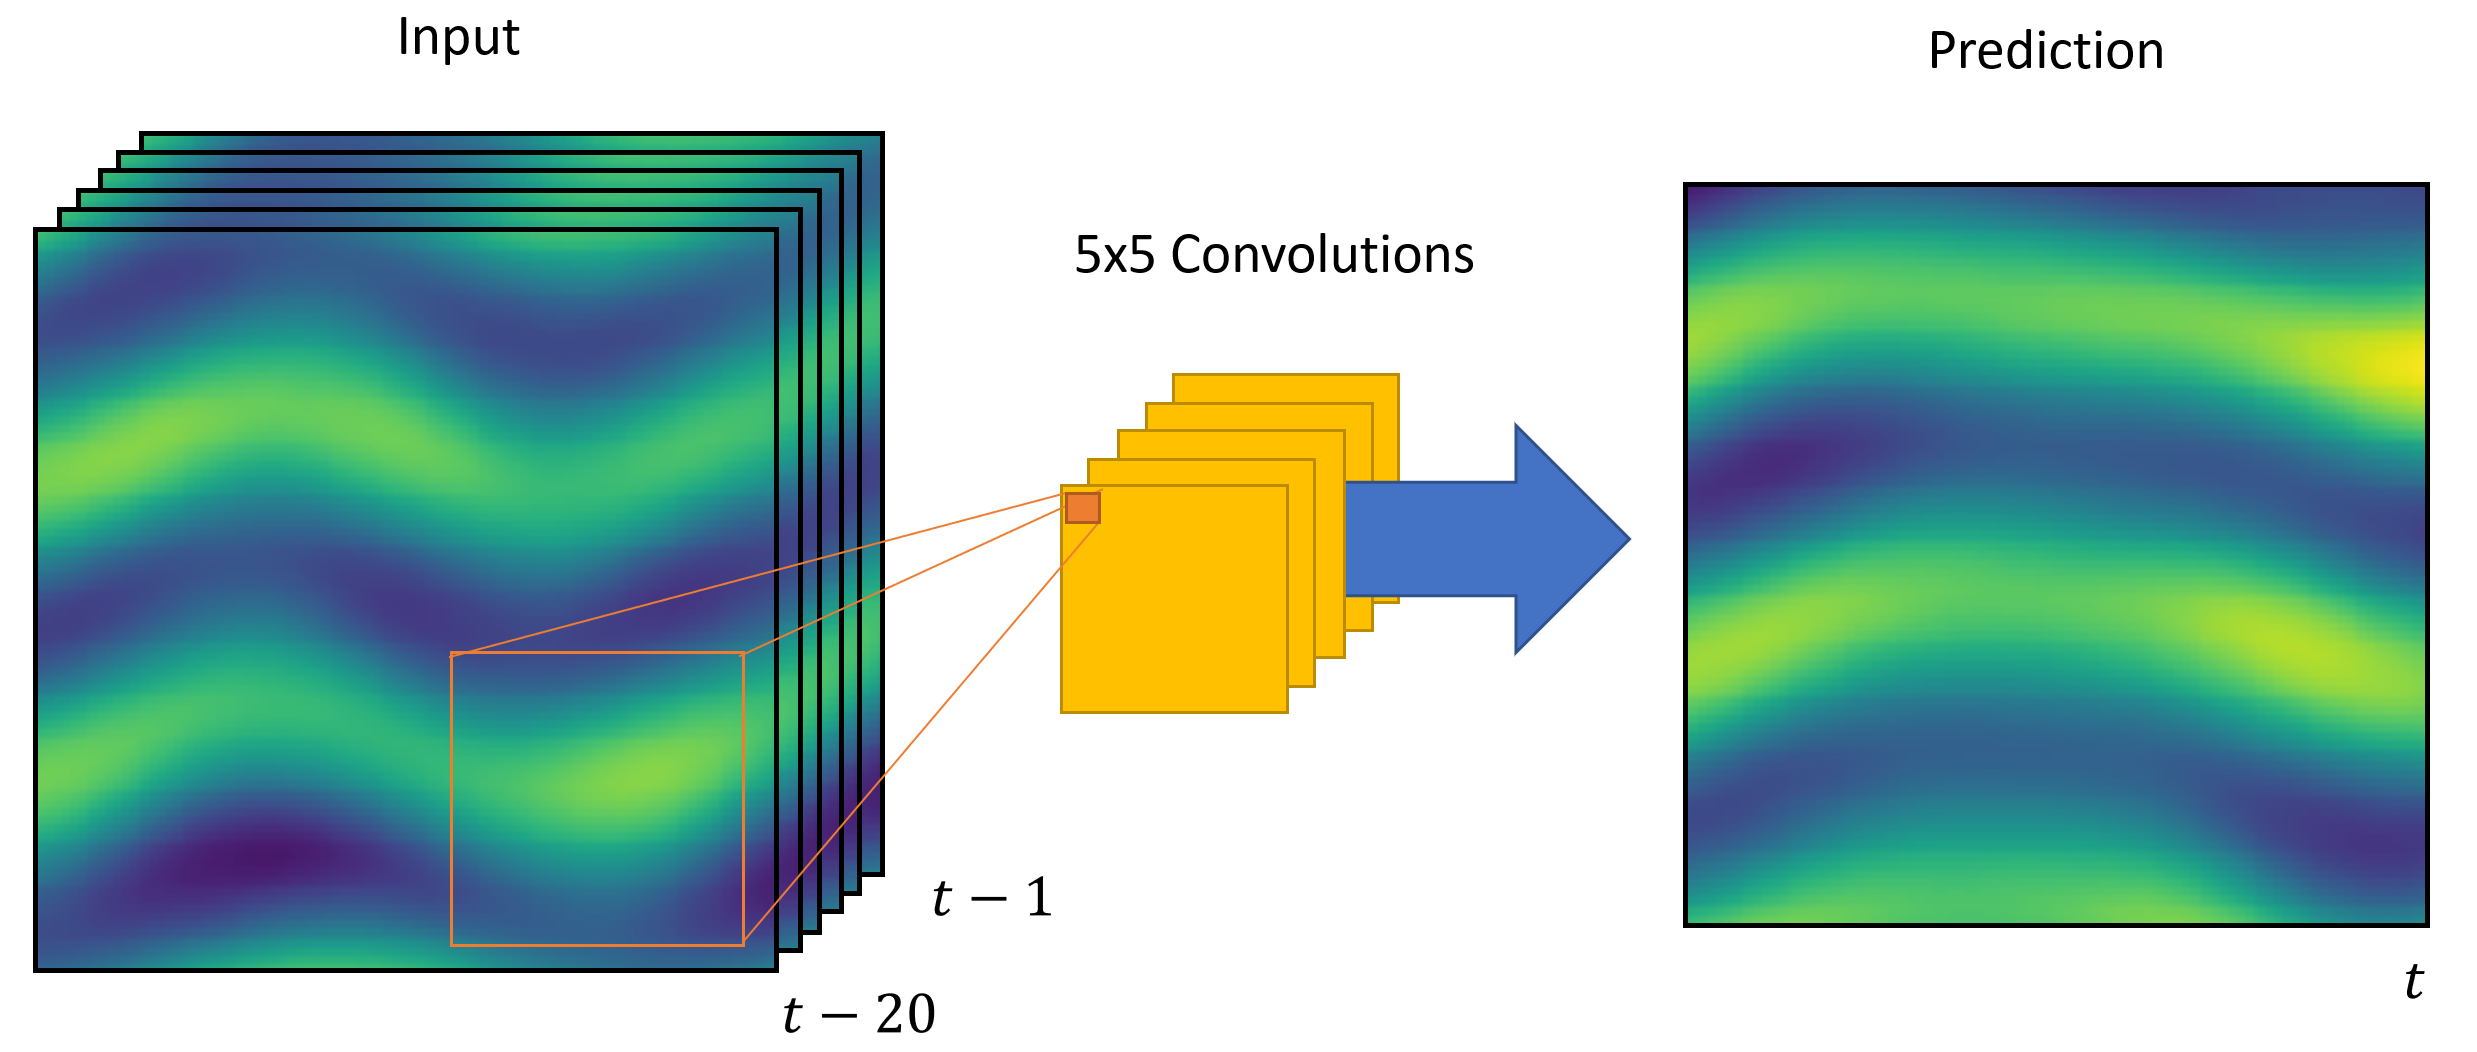 Input
Prediction
5x5 Convolutions
t − 1
t − 20
t